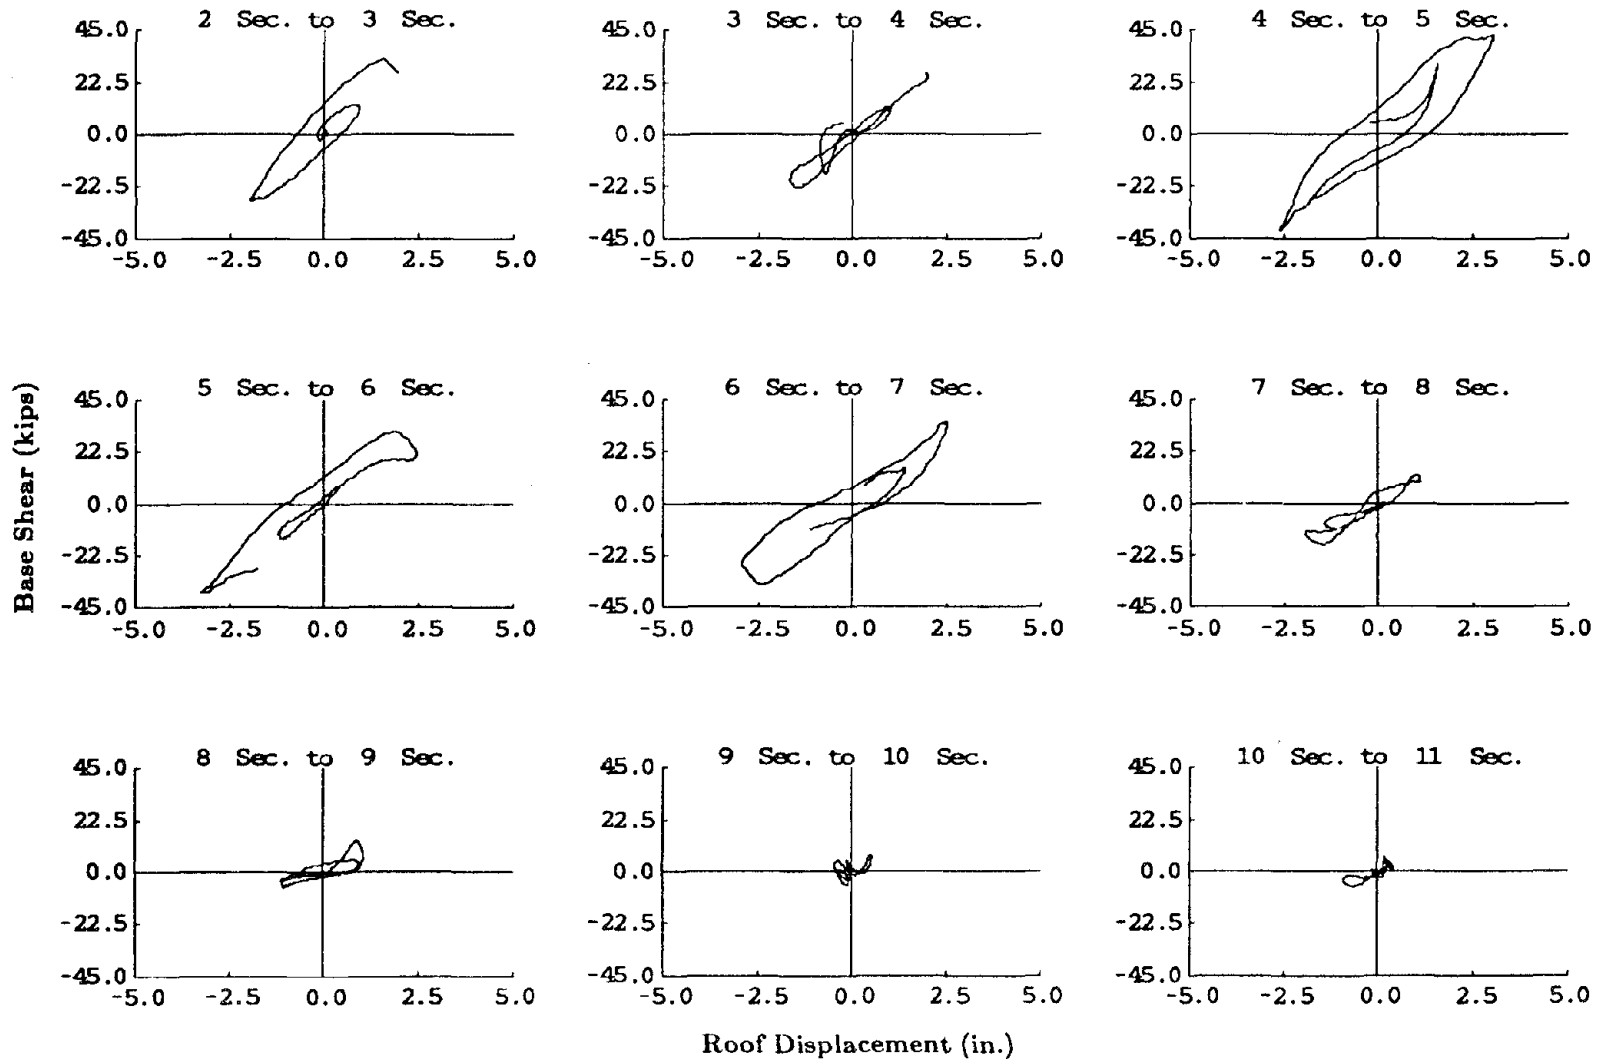 2 Sec. to 3 Sec.
45.0
22.5
0.0
-22.5
-45.0
-5.0 -2.5 0.0 2.5 5.0
3 Sec. to 4 Sec.
45.0
22.5
0.0
-22.5
-45.0
-5.0 -2.5 0.0 2.5 5.0
4 Sec. to 5 Sec.
45.0
22.5
0.0
-22.5
-45.0
-5.0 -2.5 0.0 2.5 5.0
Base Shear (kips)
5 Sec. to 6 Sec.
45.0
22.5
0.0
-22.5
-45.0
-5.0 -2.5 0.0 2.5 5.0
6 Sec. to 7 Sec.
45.0
22.5
0.0
-22.5
-45.0
-5.0 -2.5 0.0 2.5 5.0
7 Sec. to 8 Sec.
45.0
22.5
0.0
-22.5
-45.0
-5.0 -2.5 0.0 2.5 5.0
8 Sec. to 9 Sec.
45.0
22.5
0.0
-22.5
-45.0
-5.0 -2.5 0.0 2.5 5.0
9 Sec. to 10 Sec.
45.0
22.5
0.0
-22.5
-45.0
-5.0 -2.5 0.0 2.5 5.0
10 Sec. to 11 Sec.
45.0
22.5
0.0
-22.5
-45.0
-5.0 -2.5 0.0 2.5 5.0
Roof Displacement (in.)